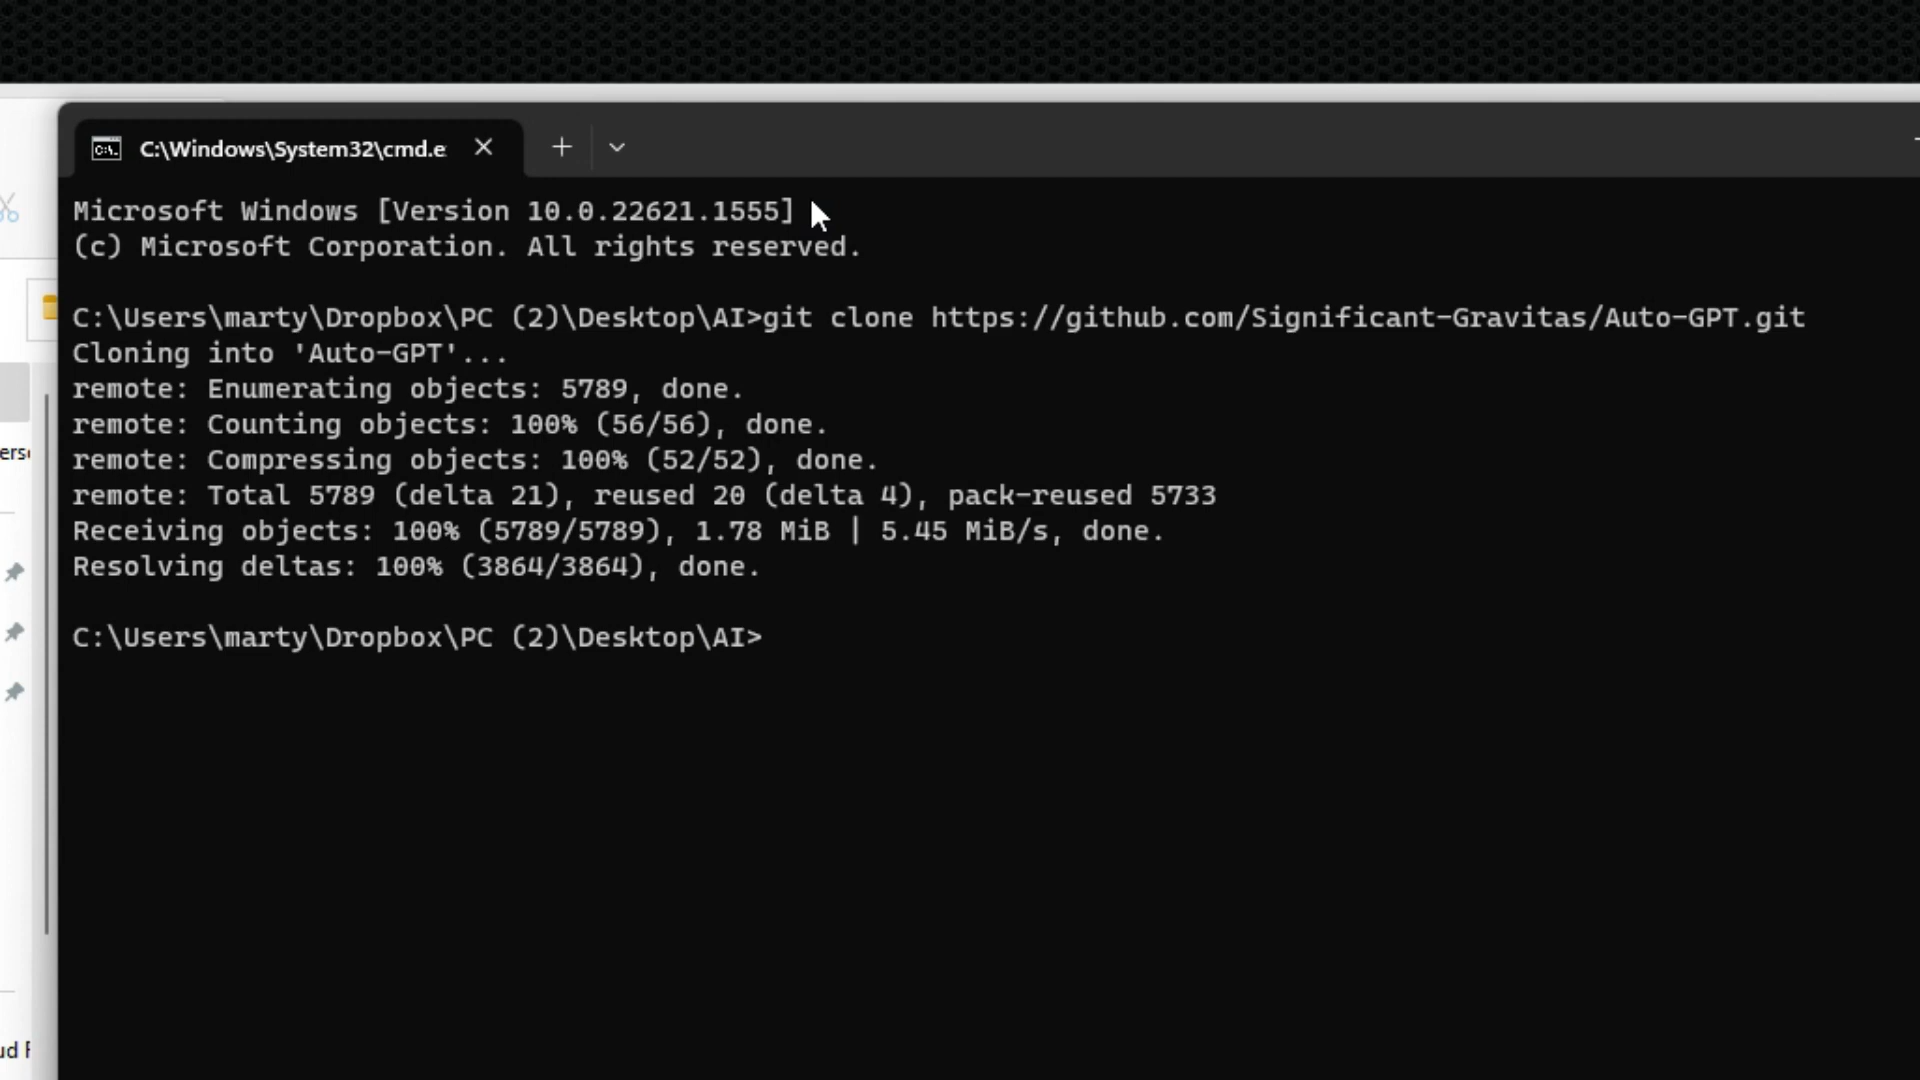 C:\Windows\System32\cmd.e
Microsoft Windows [Version 10.0.22621.1555]
(c) Microsoft Corporation. All rights reserved.
C:\Users\marty\Dropbox\PC (2)\Desktop\AI>git clone https://github.com/Significant-Gravitas/Auto-GPT.git
Cloning into 'Auto-GPT'...
remote: Enumerating objects: 5789, done.
remote: Counting objects: 100% (56/56), done.
remote: Compressing objects: 100% (52/52), done.
remote: Total 5789 (delta 21), reused 20 (delta 4), pack-reused 5733
Receiving objects: 100% (5789/5789), 1.78 MiB | 5.45 MiB/s, done.
Resolving deltas: 100% (3864/3864), done.
C:\Users\marty\Dropbox\PC (2)\Desktop\AI>